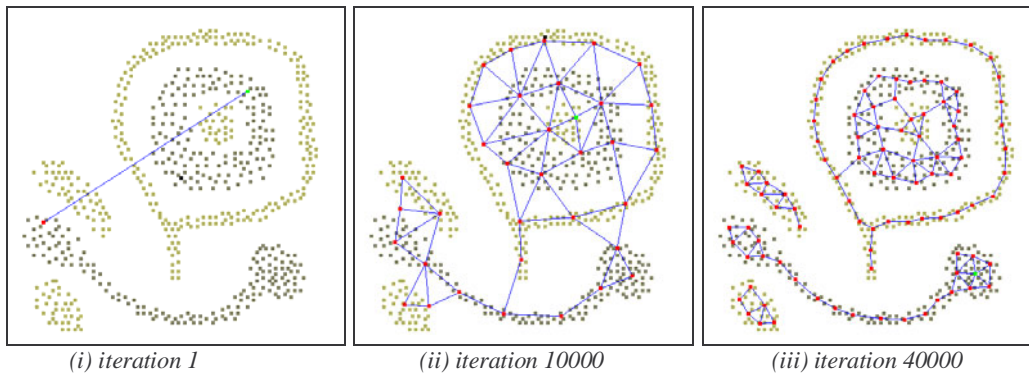 (i) iteration 1
(ii) iteration 10000
(iii) iteration 40000